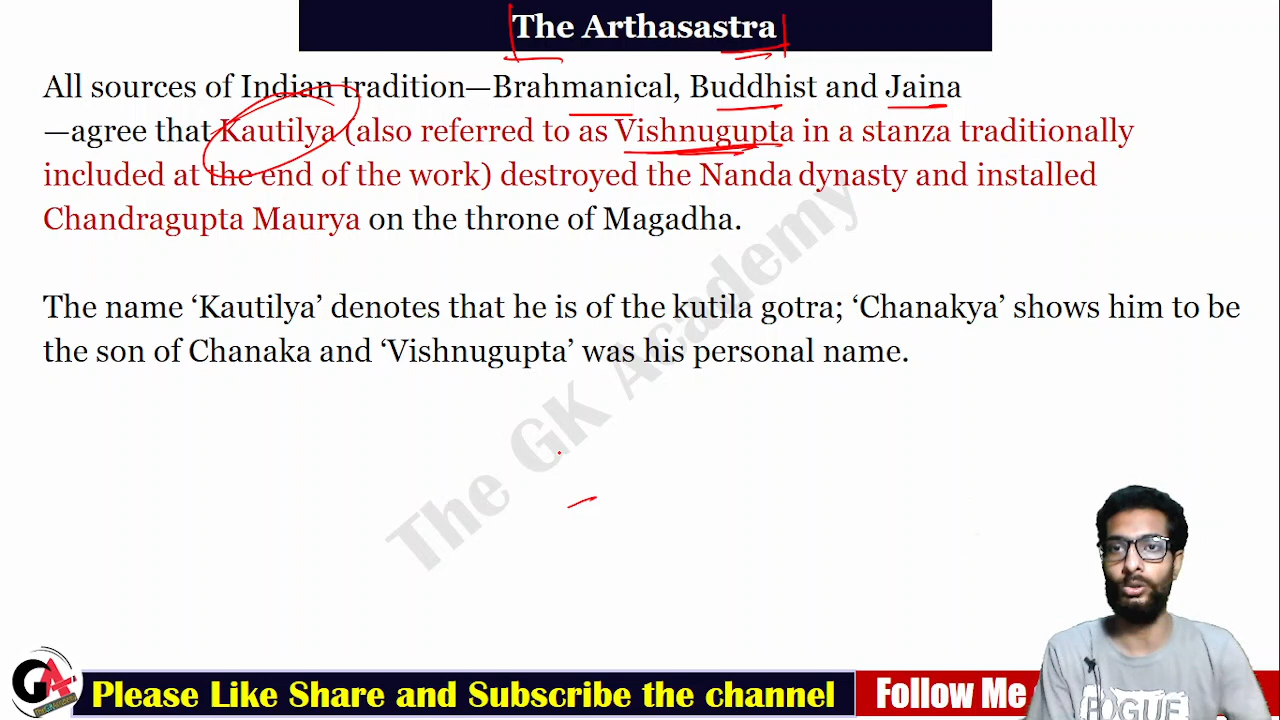 The Arthasastra
All sources of Indian tradition—Brahmanical, Buddhist and Jaina
—agree that Kautilya (also referred to as Vishnugupta in a stanza traditionally
included at the end of the work) destroyed the Nanda dynasty and installed
Chandragupta Maurya on the throne of Magadha.
The name ‘Kautilya’ denotes that he is of the kutila gotra; ‘Chanakya’ shows him to be
the son of Chanaka and ‘Vishnugupta’ was his personal name.
The GK Academy
GA
Please Like Share and Subscribe the channel
Follow Me